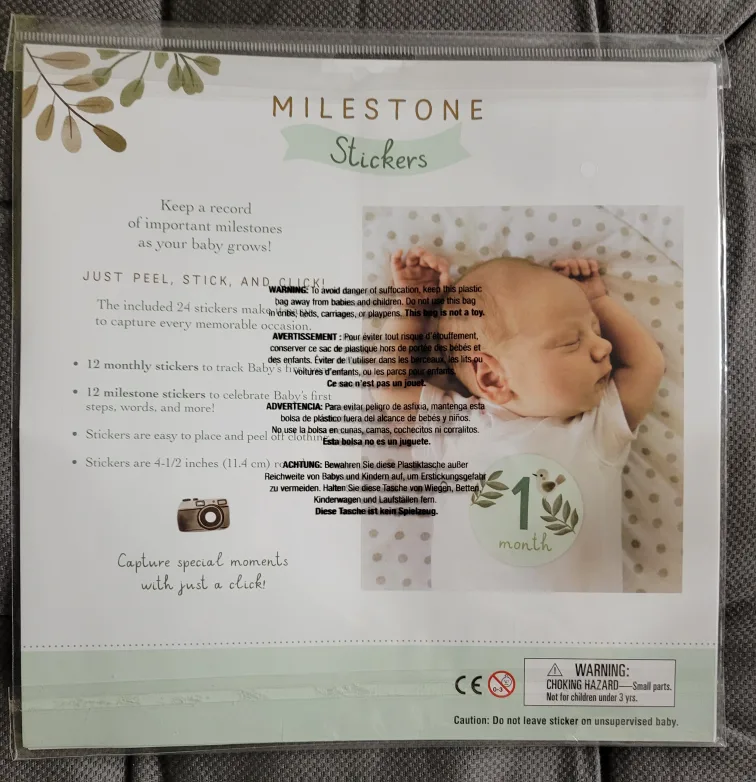 MILESTONE
Stickers
Keep a record
of important milestones
as your baby grows!
JUST PEEL, STICK, AND CLICK!
The included 24 stickers make
to capture every memorable occasion.
• 12 monthly stickers to track Baby's
• 12 milestone stickers to celebrate Baby's first
steps, words, and more!
• Stickers are easy to place and peel off
• Stickers are 4-1/2 inches (11.4 cm)
Capture special moments
with just a click!
WARNING: To avoid danger of suffocation, keep this plastic
bag away from babies and children. Do not use this bag
in cribs, beds, carriages, or playpens. This bag is not a toy.
AVERTISSEMENT : Pour éviter tout risque d'étouffement,
conserver ce sac de plastique hors de portée des bébés et
des enfants. Éviter de l'utiliser dans les berceaux, les lits ou
voitures d'enfants, ou les parcs pour enfants.
Ce sac n'est pas un jouet.
ADVERTENCIA: Para evitar peligro de asfixia, mantenga esta
bolsa de plástico fuera del alcance de bebés y niños.
No use la bolsa en cunas, camas, cochecitos ni corralitos.
Esta bolsa no es un juguete.
ACHTUNG: Bewahren Sie diese Plastiktasche außer
Reichweite von Babys und Kindern auf, um Erstickungsgefahr
zu vermeiden. Halten Sie diese Tasche von Wiegen, Betten,
Kinderwagen und Laufställen fern.
Diese Tasche ist kein Spielzeug.
1
month
CE
0-3
WARNING:
CHOKING HAZARD—Small parts.
Not for children under 3 yrs.
Caution: Do not leave sticker on unsupervised baby.